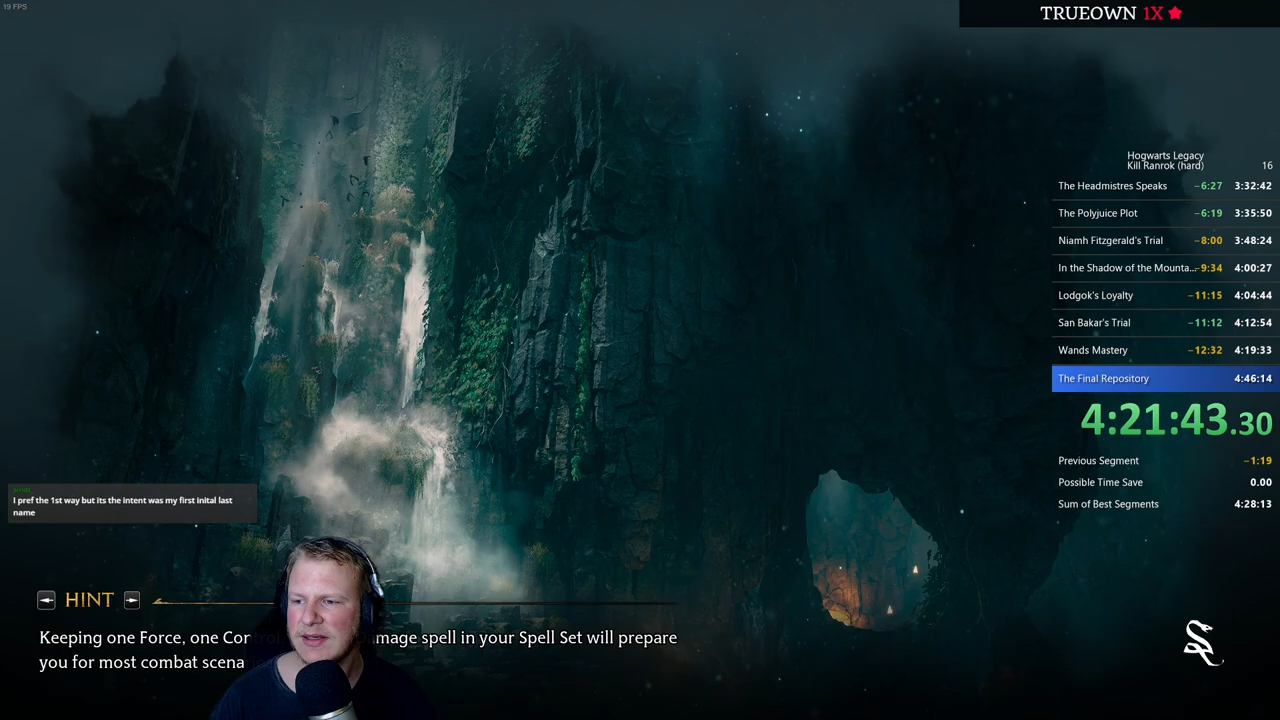 19 FPS
TRUEOWN 1X
Hogwarts Legacy
Kill Ranrok (hard)
16
The Headmistres Speaks -6:27 3:32:42
The Polyjuice Plot -6:19 3:35:50
Niamh Fitzgerald's Trial -8:00 3:48:24
In the Shadow of the Mounta... -9:34 4:00:27
Lodgok's Loyalty -11:15 4:04:44
San Bakar's Trial -11:12 4:12:54
Wands Mastery -12:32 4:19:33
The Final Repository 4:46:14
4:21:43.30
Previous Segment -1:19
Possible Time Save 0.00
Sum of Best Segments 4:28:13
I pref the 1st way but its the intent was my first inital last
name
HINT
Keeping one Force, one Control amage spell in your Spell Set will prepare
you for most combat scena